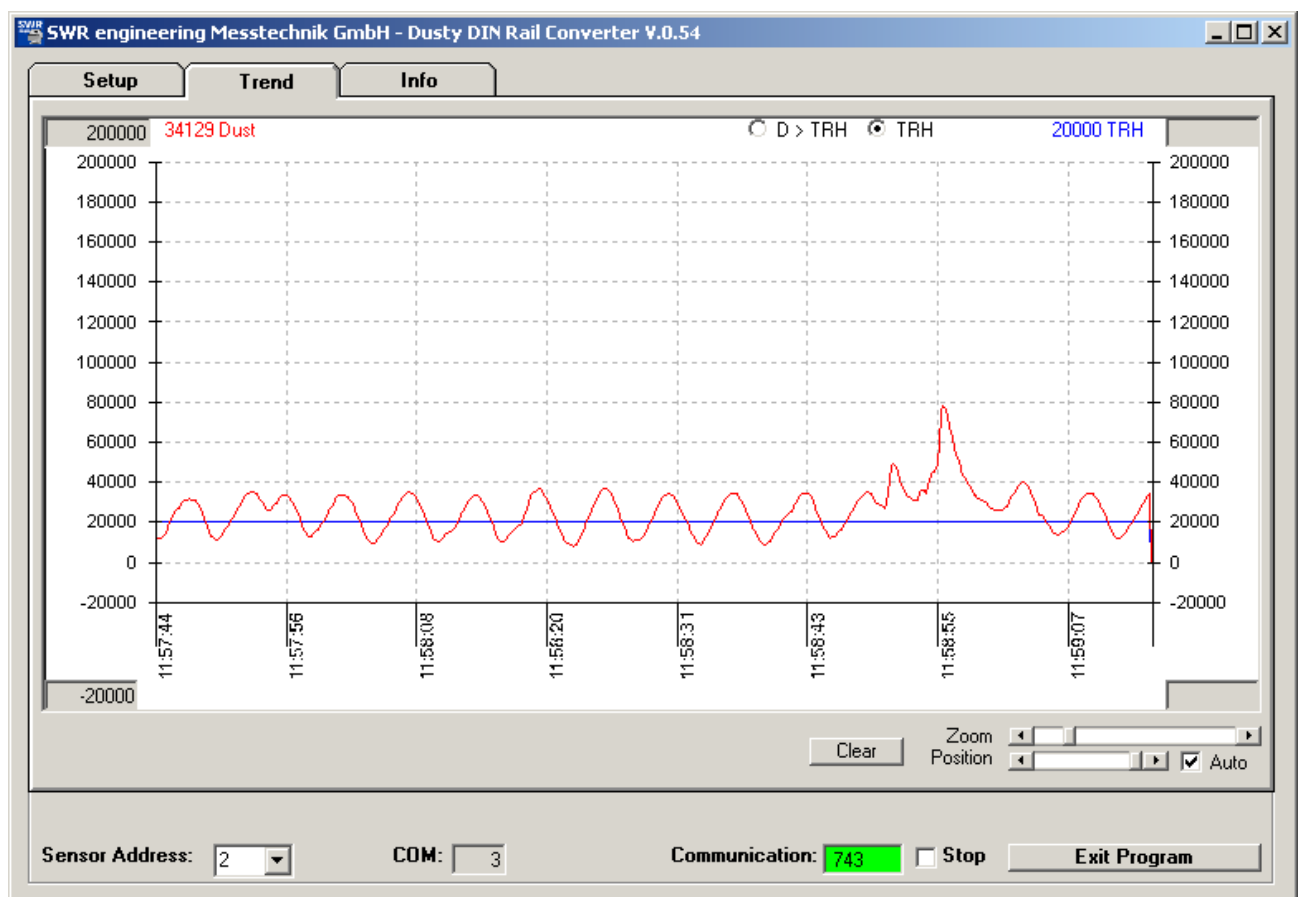 SWR engineering Messtechnik GmbH - Dusty DIN Rail Converter V.0.54
Setup Trend Info
200000 34129 Dust D > TRH TRH 20000 TRH
200000 200000
180000 180000
160000 160000
140000 140000
120000 120000
100000 100000
80000 80000
60000 60000
40000 40000
20000 20000
0 0
-20000 -20000
11:57:44 11:57:56 11:58:08 11:58:20 11:58:31 11:58:43 11:58:55 11:59:07
-20000
Clear Zoom
Position Auto
Sensor Address: 2 COM: 3 Communication: 743 Stop Exit Program